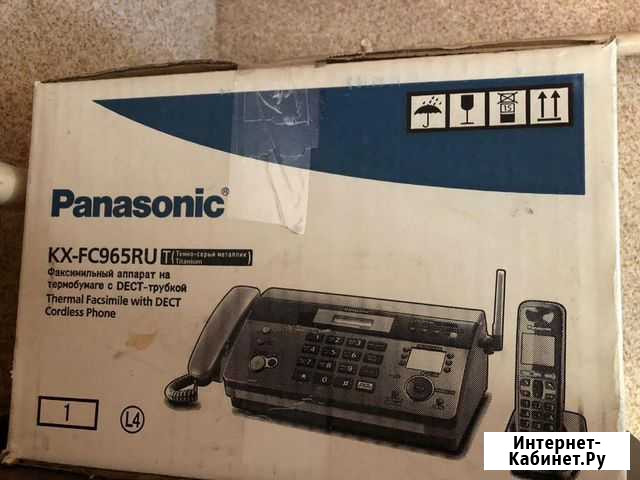 Panasonic®
KX-FC965RU T (Темно-серый металлик)
Titanium
Факсимильный аппарат на
термобумаге с DECT-трубкой
Thermal Facsimile with DECT
Cordless Phone
1
L4
15
Интернет-
Кабинет.Ру